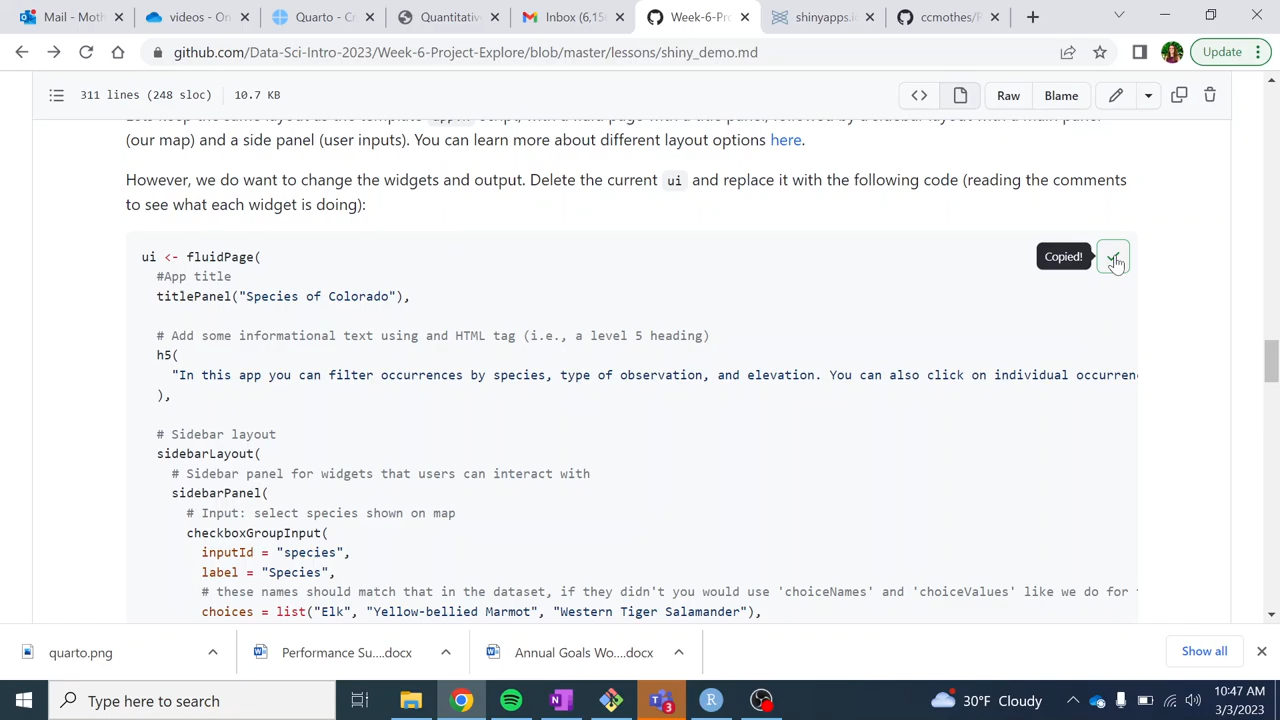 Mail - Moth
videos - On
Quarto - Cr
Quantitativ
Inbox (6,15
Week-6-Pro
shinyapps.i
ccmothes/R
github.com/Data-Sci-Intro-2023/Week-6-Project-Explore/blob/master/lessons/shiny_demo.md
Update
311 lines (248 sloc)
10.7 KB
Raw
Blame
(our map) and a side panel (user inputs). You can learn more about different layout options here.
However, we do want to change the widgets and output. Delete the current ui and replace it with the following code (reading the comments
to see what each widget is doing):
ui <- fluidPage(
Copied!
#App title
titlePanel("Species of Colorado"),
# Add some informational text using and HTML tag (i.e., a level 5 heading)
h5(
"In this app you can filter occurrences by species, type of observation, and elevation. You can also click on individual occurrenc
),
# Sidebar layout
sidebarLayout(
# Sidebar panel for widgets that users can interact with
sidebarPanel(
# Input: select species shown on map
checkboxGroupInput(
inputId = "species",
label = "Species",
# these names should match that in the dataset, if they didn't you would use 'choiceNames' and 'choiceValues' like we do for
choices = list("Elk", "Yellow-bellied Marmot", "Western Tiger Salamander"),
quarto.png
Performance Su....docx
Annual Goals Wo....docx
Show all
Type here to search
3
30°F Cloudy
10:47 AM
3/3/2023